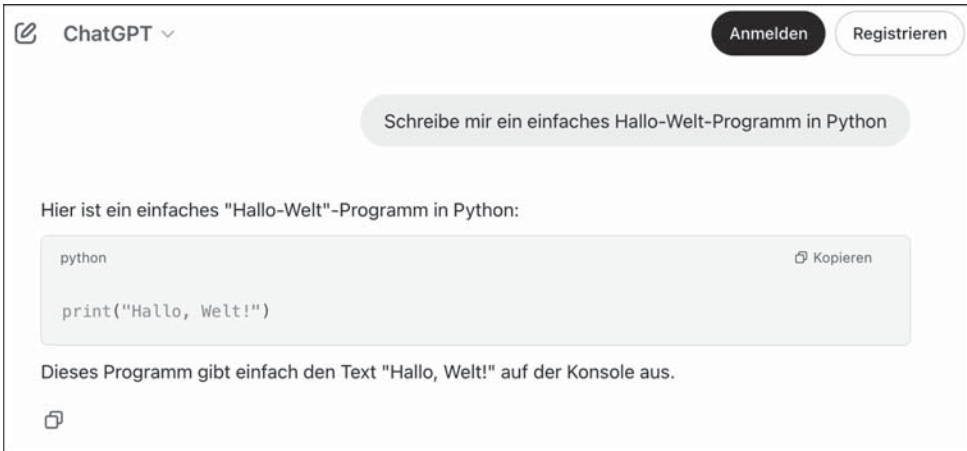 ChatGPT
Anmelden
Registrieren
Schreibe mir ein einfaches Hallo-Welt-Programm in Python
Hier ist ein einfaches "Hallo-Welt"-Programm in Python:
python
Kopieren
print("Hallo, Welt!")
Dieses Programm gibt einfach den Text "Hallo, Welt!" auf der Konsole aus.